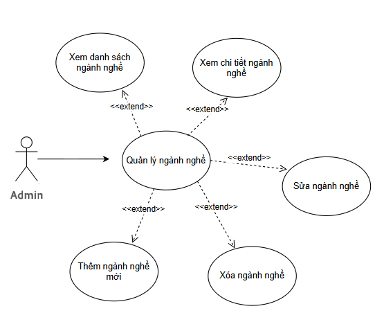 Xem danh sách
ngành nghề
Xem chi tiết ngành
nghề
<<extend>>
<<extend>>
Quản lý ngành nghề
<<extend>>
Sửa ngành nghề
Admin
<<extend>>
<<extend>>
Thêm ngành nghề
mới
Xóa ngành nghề